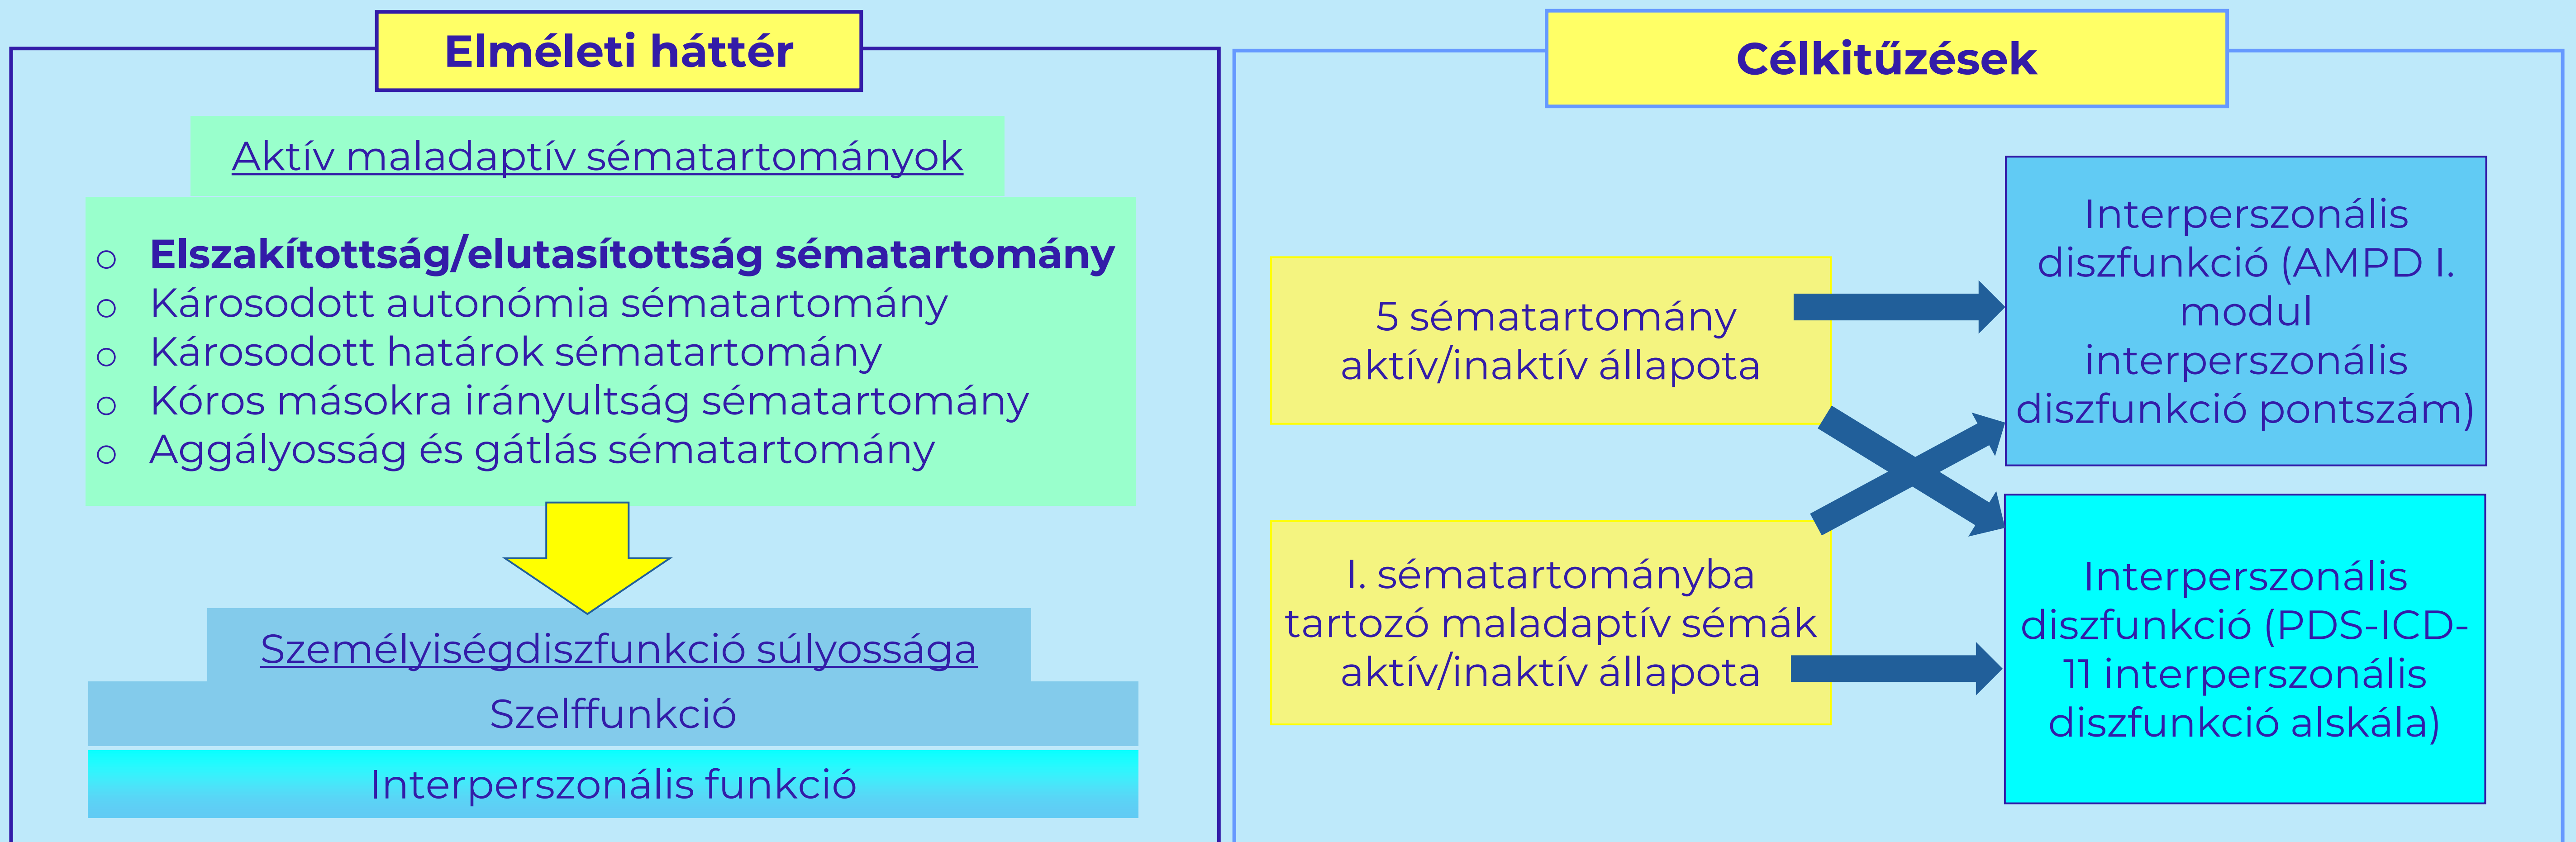 Elméleti háttér
Aktív maladaptív sématartományok
o Elszakítottság/elutasítottság sématartomány
o Károsodott autonómia sématartomány
o Károsodott határok sématartomány
o Kóros másokra irányultság sématartomány
o Aggályosság és gátlás sématartomány
Személyiségdiszfunkció súlyossága
Szelffunkció
Interperszonális funkció
Célkitűzések
5 sématartomány
aktív/inaktív állapota
I. sématartományba
tartozó maladaptív sémák
aktív/inaktív állapota
Interperszonális
diszfunkció (AMPD I.
modul
interperszonális
diszfunkció pontszám)
Interperszonális
diszfunkció (PDS-ICD-
11 interperszonális
diszfunkció alskála)